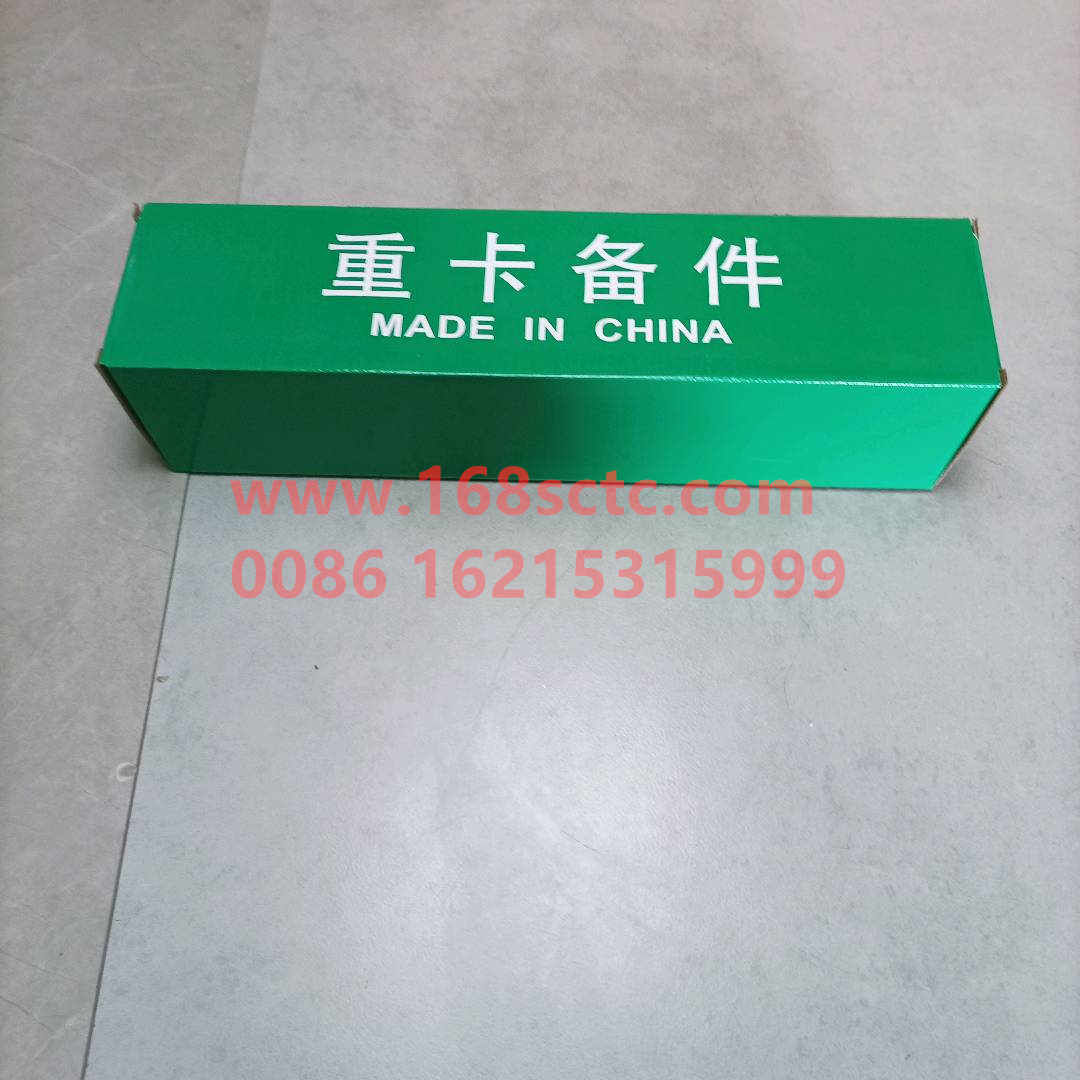 重卡备件
MADE IN CHINA
www.168sctc.com
0086 16215315999